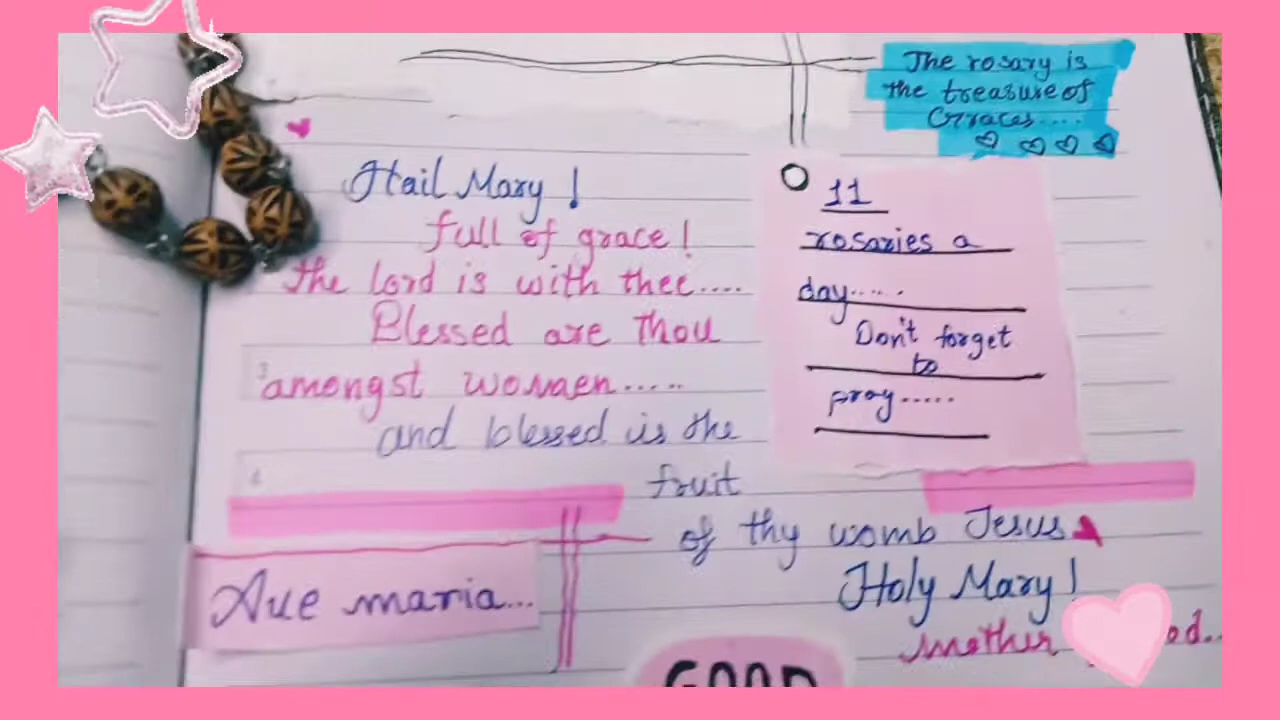 The rosary is
the treasure of
Graces....
Hail Mary!
full of grace!
the lord is with thee....
Blessed are Thou
amongst women.....
and blessed is the
fruit
of thy womb Jesus
Holy Mary!
mother
11
rosaries a
day......
Don't forget
to
pray.....
Ave maria...
GOOD